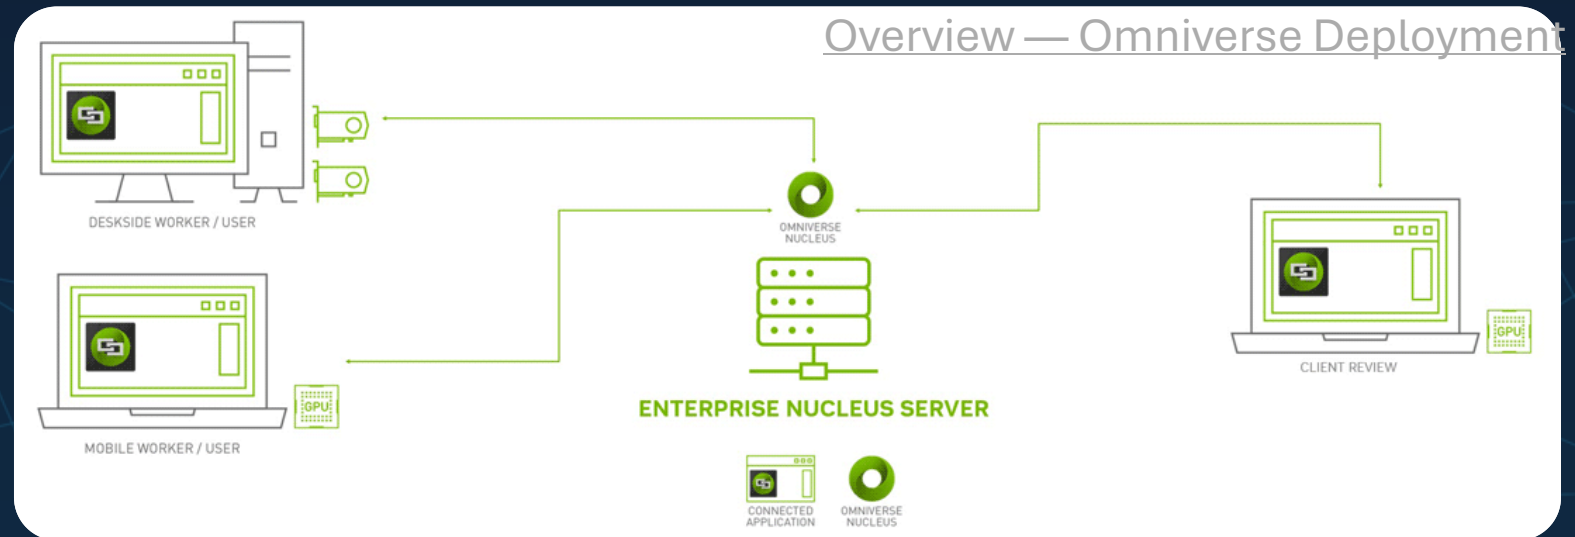 Overview — Omniverse Deployment
DESKSIDE WORKER / USER
OMNIVERSE
NUCLEUS
GPU
CLIENT REVIEW
GPU
MOBILE WORKER / USER
ENTERPRISE NUCLEUS SERVER
CONNECTED
APPLICATION
OMNIVERSE
NUCLEUS